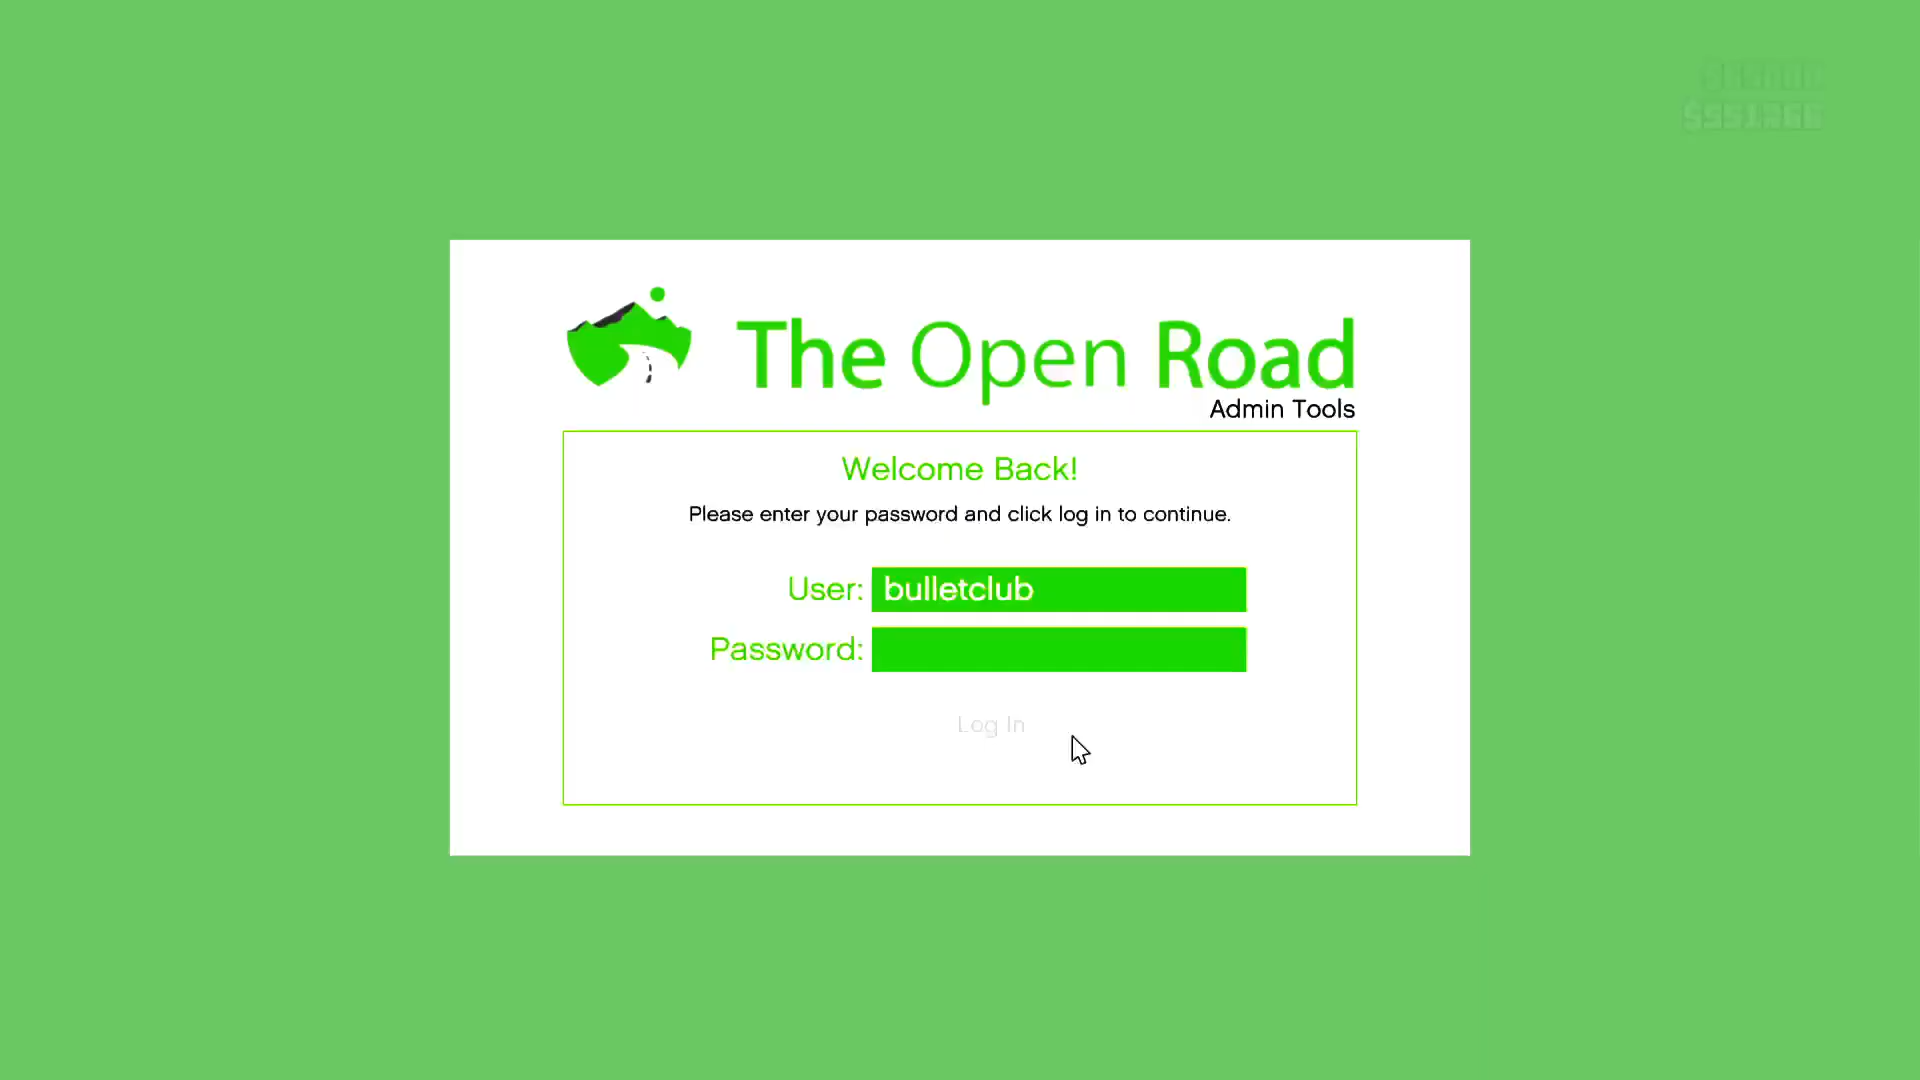 The Open Road
Admin Tools
Welcome Back!
Please enter your password and click log in to continue.
User: bulletclub
Password:
Log In